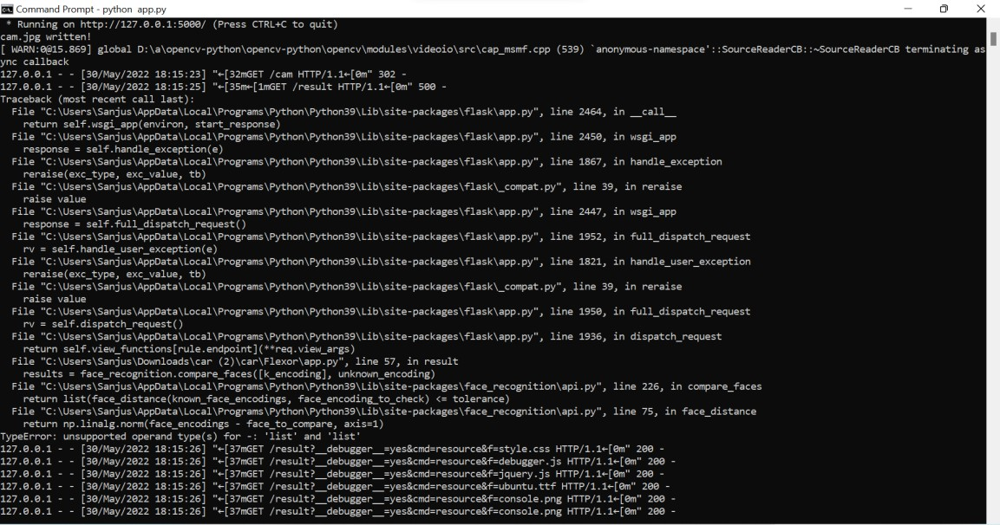 Command Prompt - python app.py
* Running on http://127.0.0.1:5000/ (Press CTRL+C to quit)
cam.jpg written!
[ WARN:0@15.869] global D:\a\opencv-python\opencv-python\opencv\modules\videoio\src\cap_msmf.cpp (539) `anonymous-namespace'::SourceReaderCB::~SourceReaderCB terminating as
ync callback
127.0.0.1 - - [30/May/2022 18:15:23] "←[32mGET /cam HTTP/1.1←[0m" 302 -
127.0.0.1 - - [30/May/2022 18:15:25] "←[35m←[1mGET /result HTTP/1.1←[0m" 500 -
Traceback (most recent call last):
  File "C:\Users\Sanjus\AppData\Local\Programs\Python\Python39\Lib\site-packages\flask\app.py", line 2464, in __call__
    return self.wsgi_app(environ, start_response)
  File "C:\Users\Sanjus\AppData\Local\Programs\Python\Python39\Lib\site-packages\flask\app.py", line 2450, in wsgi_app
    response = self.handle_exception(e)
  File "C:\Users\Sanjus\AppData\Local\Programs\Python\Python39\Lib\site-packages\flask\app.py", line 1867, in handle_exception
    reraise(exc_type, exc_value, tb)
  File "C:\Users\Sanjus\AppData\Local\Programs\Python\Python39\Lib\site-packages\flask\_compat.py", line 39, in reraise
    raise value
  File "C:\Users\Sanjus\AppData\Local\Programs\Python\Python39\Lib\site-packages\flask\app.py", line 2447, in wsgi_app
    response = self.full_dispatch_request()
  File "C:\Users\Sanjus\AppData\Local\Programs\Python\Python39\Lib\site-packages\flask\app.py", line 1952, in full_dispatch_request
    rv = self.handle_user_exception(e)
  File "C:\Users\Sanjus\AppData\Local\Programs\Python\Python39\Lib\site-packages\flask\app.py", line 1821, in handle_user_exception
    reraise(exc_type, exc_value, tb)
  File "C:\Users\Sanjus\AppData\Local\Programs\Python\Python39\Lib\site-packages\flask\_compat.py", line 39, in reraise
    raise value
  File "C:\Users\Sanjus\AppData\Local\Programs\Python\Python39\Lib\site-packages\flask\app.py", line 1950, in full_dispatch_request
    rv = self.dispatch_request()
  File "C:\Users\Sanjus\AppData\Local\Programs\Python\Python39\Lib\site-packages\flask\app.py", line 1936, in dispatch_request
    return self.view_functions[rule.endpoint](**req.view_args)
  File "C:\Users\Sanjus\Downloads\car (2)\car\Flexor\app.py", line 57, in result
    results = face_recognition.compare_faces([k_encoding], unknown_encoding)
  File "C:\Users\Sanjus\AppData\Local\Programs\Python\Python39\Lib\site-packages\face_recognition\api.py", line 226, in compare_faces
    return list(face_distance(known_face_encodings, face_encoding_to_check) <= tolerance)
  File "C:\Users\Sanjus\AppData\Local\Programs\Python\Python39\Lib\site-packages\face_recognition\api.py", line 75, in face_distance
    return np.linalg.norm(face_encodings - face_to_compare, axis=1)
TypeError: unsupported operand type(s) for -: 'list' and 'list'
127.0.0.1 - - [30/May/2022 18:15:26] "←[37mGET /result?__debugger__=yes&cmd=resource&f=style.css HTTP/1.1←[0m" 200 -
127.0.0.1 - - [30/May/2022 18:15:26] "←[37mGET /result?__debugger__=yes&cmd=resource&f=debugger.js HTTP/1.1←[0m" 200 -
127.0.0.1 - - [30/May/2022 18:15:26] "←[37mGET /result?__debugger__=yes&cmd=resource&f=jquery.js HTTP/1.1←[0m" 200 -
127.0.0.1 - - [30/May/2022 18:15:26] "←[37mGET /result?__debugger__=yes&cmd=resource&f=ubuntu.ttf HTTP/1.1←[0m" 200 -
127.0.0.1 - - [30/May/2022 18:15:26] "←[37mGET /result?__debugger__=yes&cmd=resource&f=console.png HTTP/1.1←[0m" 200 -
127.0.0.1 - - [30/May/2022 18:15:26] "←[37mGET /result?__debugger__=yes&cmd=resource&f=console.png HTTP/1.1←[0m" 200 -